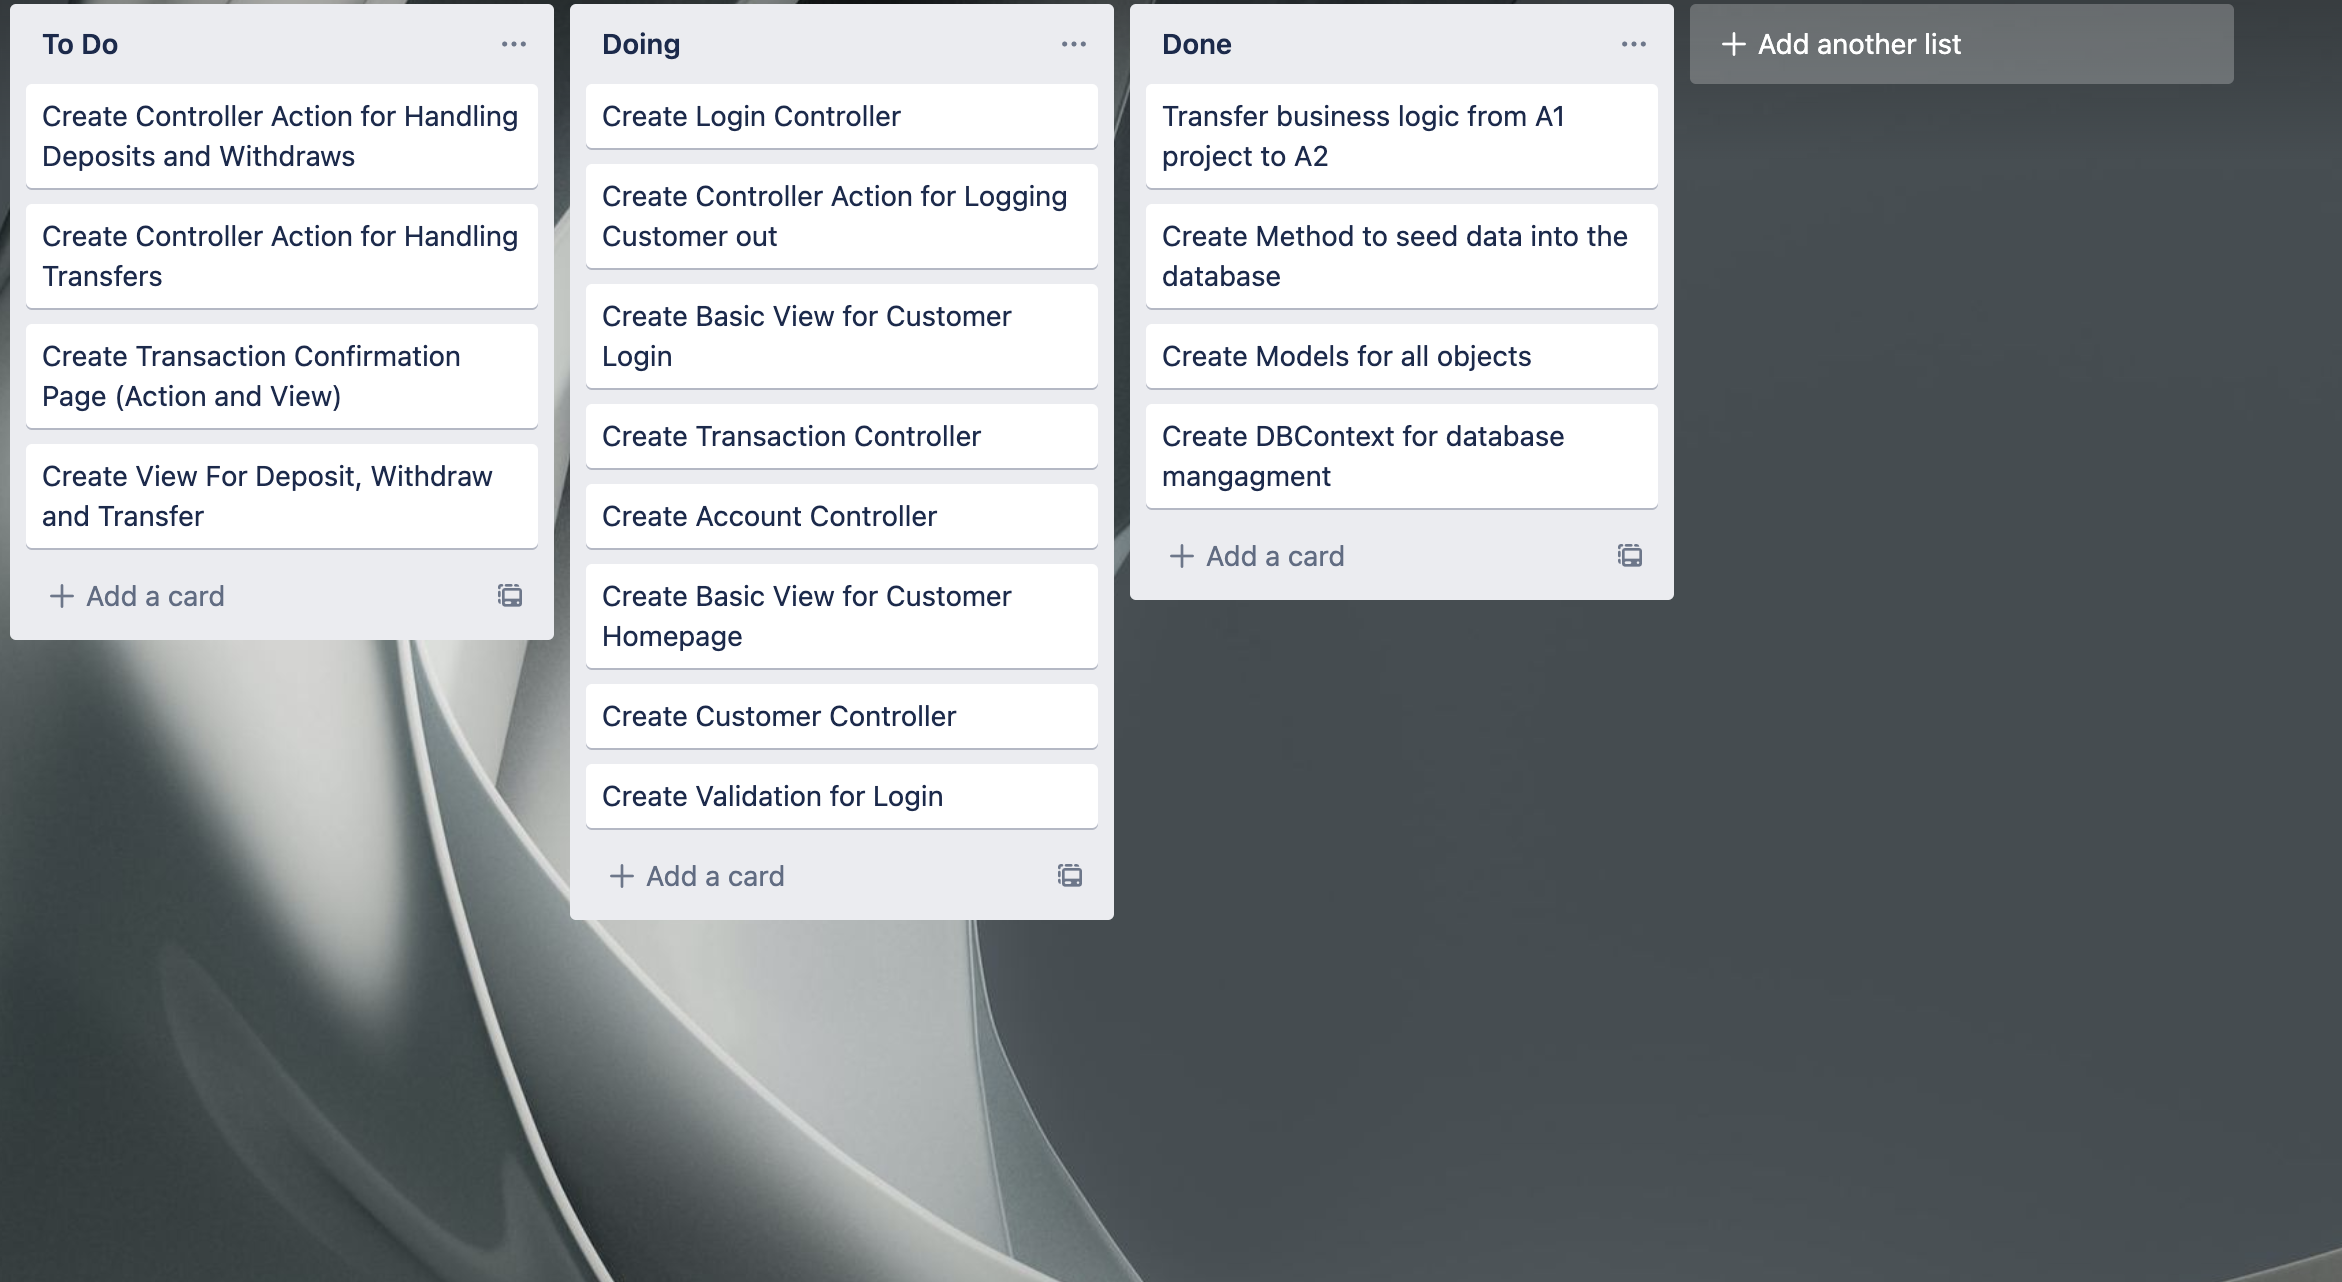 To Do
Create Controller Action for Handling
Deposits and Withdraws
Create Controller Action for Handling
Transfers
Create Transaction Confirmation
Page (Action and View)
Create View For Deposit, Withdraw
and Transfer
Add a card
Doing
Create Login Controller
Create Controller Action for Logging
Customer out
Create Basic View for Customer
Login
Create Transaction Controller
Create Account Controller
Create Basic View for Customer
Homepage
Create Customer Controller
Create Validation for Login
Add a card
Done
Transfer business logic from A1
project to A2
Create Method to seed data into the
database
Create Models for all objects
Create DBContext for database
mangagment
Add a card
Add another list